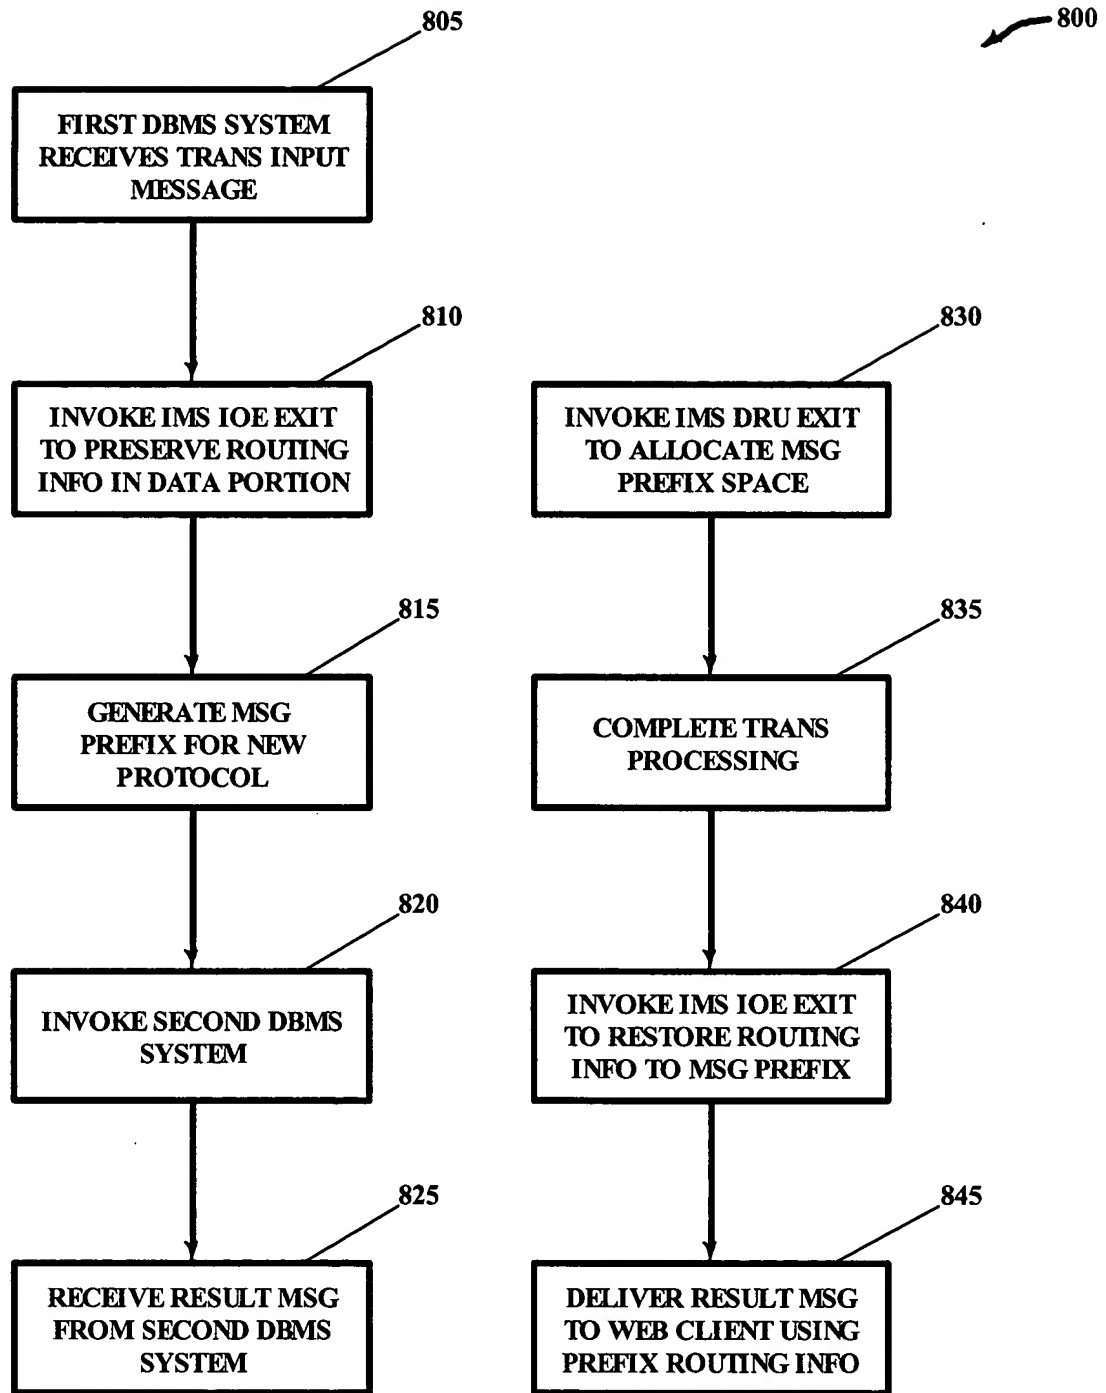 800
805
FIRST DBMS SYSTEM
RECEIVES TRANS INPUT
MESSAGE
810
INVOKE IMS IOE EXIT
TO PRESERVE ROUTING
INFO IN DATA PORTION
815
GENERATE MSG
PREFIX FOR NEW
PROTOCOL
820
INVOKE SECOND DBMS
SYSTEM
825
RECEIVE RESULT MSG
FROM SECOND DBMS
SYSTEM
830
INVOKE IMS DRU EXIT
TO ALLOCATE MSG
PREFIX SPACE
835
COMPLETE TRANS
PROCESSING
840
INVOKE IMS IOE EXIT
TO RESTORE ROUTING
INFO TO MSG PREFIX
845
DELIVER RESULT MSG
TO WEB CLIENT USING
PREFIX ROUTING INFO